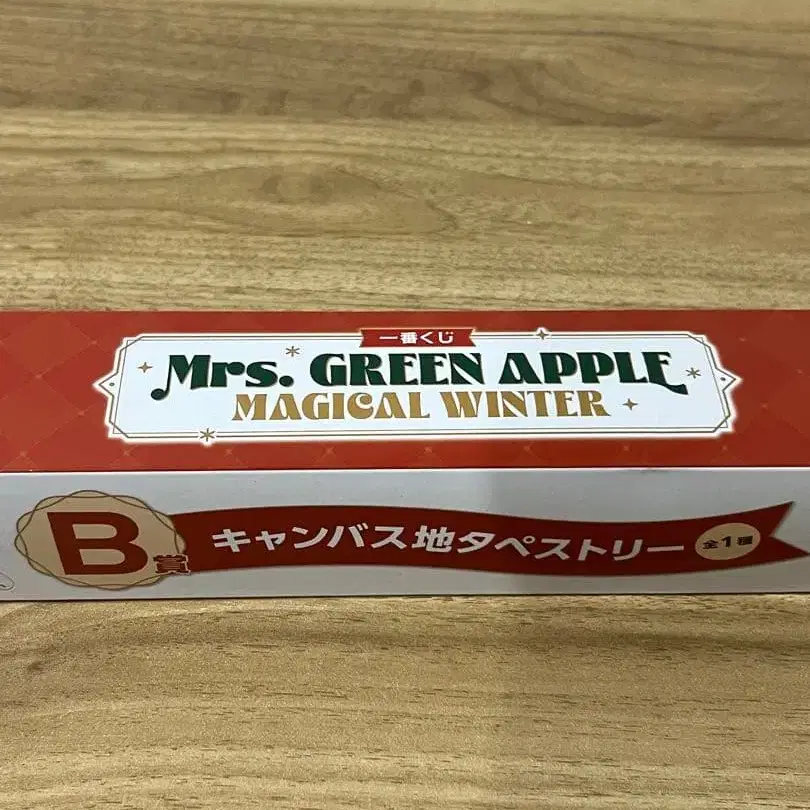 一番くじ
Mrs. GREEN APPLE
MAGICAL WINTER
B賞
キャンバス地タペストリー
全1種